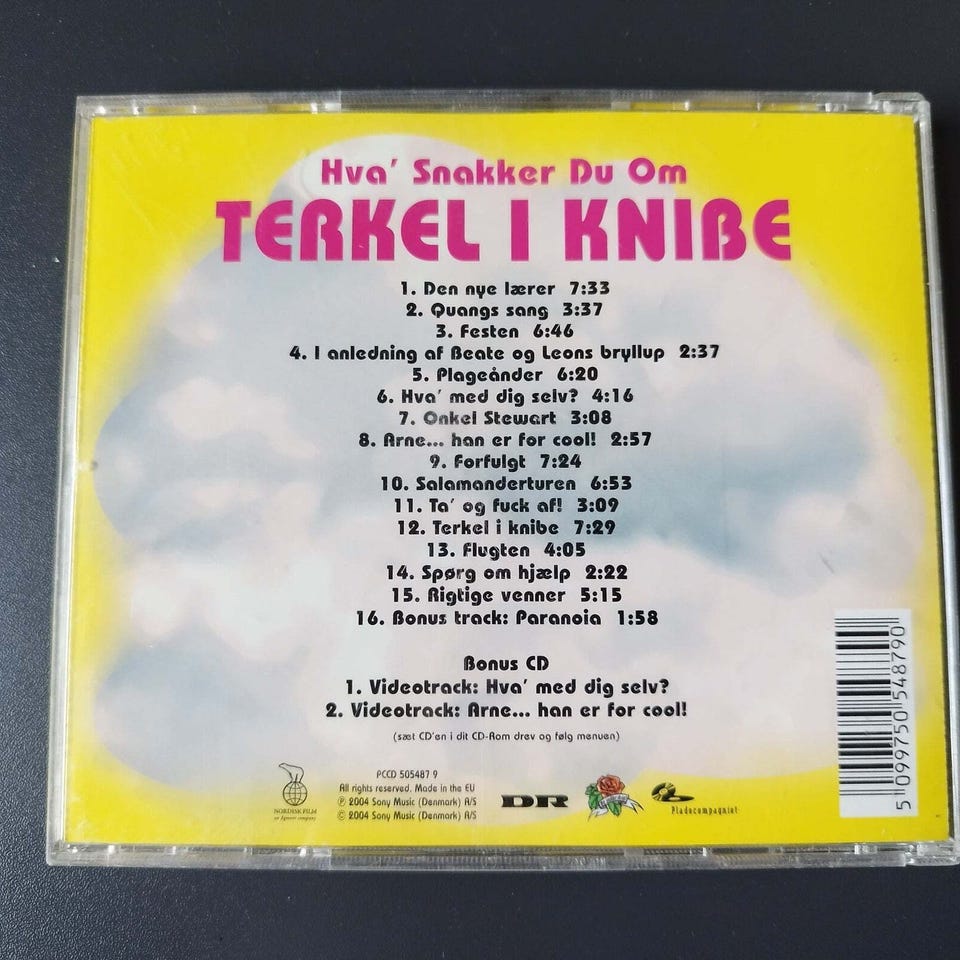 Hva' Snakker Du Om
TERKEL I KNIBE
1. Den nye lærer 7:33
2. Quangs sang 3:37
3. Festen 6:46
4. I anledning af Beate og Leons bryllup 2:37
5. Plageånder 6:20
6. Hva' med dig selv? 4:16
7. Onkel Stewart 3:08
8. Arne... han er for cool! 2:57
9. Forfulgt 7:24
10. Salamanderturen 6:53
11. Ta' og fuck af! 3:09
12. Terkel i knibe 7:29
13. Flugten 4:05
14. Spørg om hjælp 2:22
15. Rigtige venner 5:15
16. Bonus track: Paranoia 1:58
Bonus CD
1. Videotrack: Hva' med dig selv?
2. Videotrack: Arne... han er for cool!
(sæt CD'en i dit CD-Rom drev og følg menuen)
NORDISK FILM
an Egmont company
PCCD 505487 9
All rights reserved. Made in the EU
℗ 2004 Sony Music (Denmark) A/S
© 2004 Sony Music (Denmark) A/S
DR
Pladecompagniet
5 099750 548790